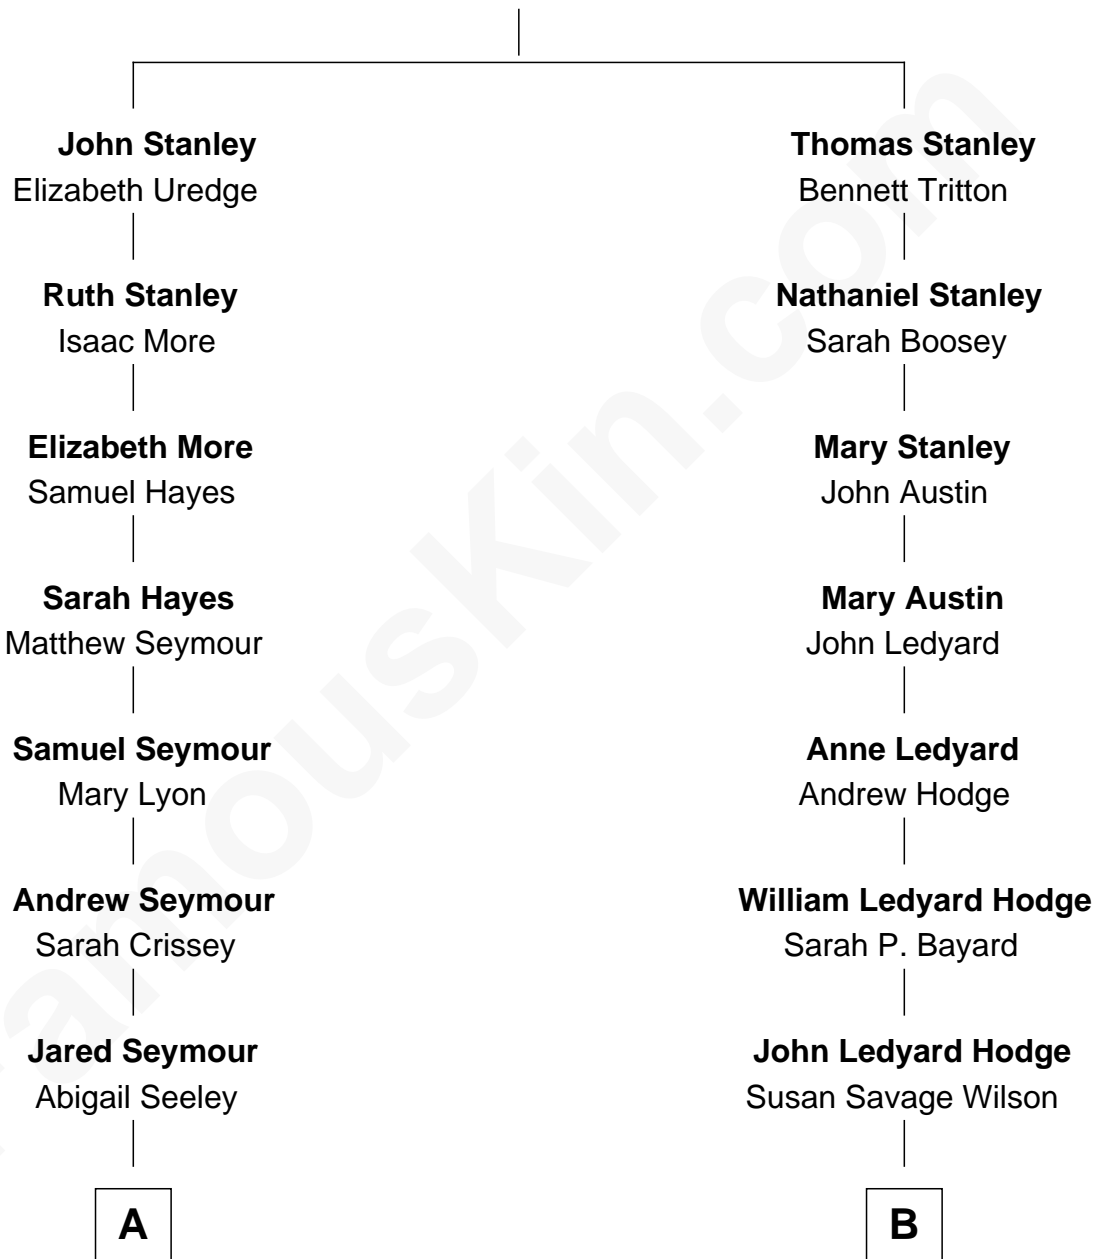 John Stanley
Elizabeth Uredge
Ruth Stanley
Isaac More
Elizabeth More
Samuel Hayes
Sarah Hayes
Matthew Seymour
Samuel Seymour
Mary Lyon
Andrew Seymour
Sarah Crissey
Jared Seymour
Abigail Seeley
A
Thomas Stanley
Bennett Tritton
Nathaniel Stanley
Sarah Boosey
Mary Stanley
John Austin
Mary Austin
John Ledyard
Anne Ledyard
Andrew Hodge
William Ledyard Hodge
Sarah P. Bayard
John Ledyard Hodge
Susan Savage Wilson
B
FamousKin.com